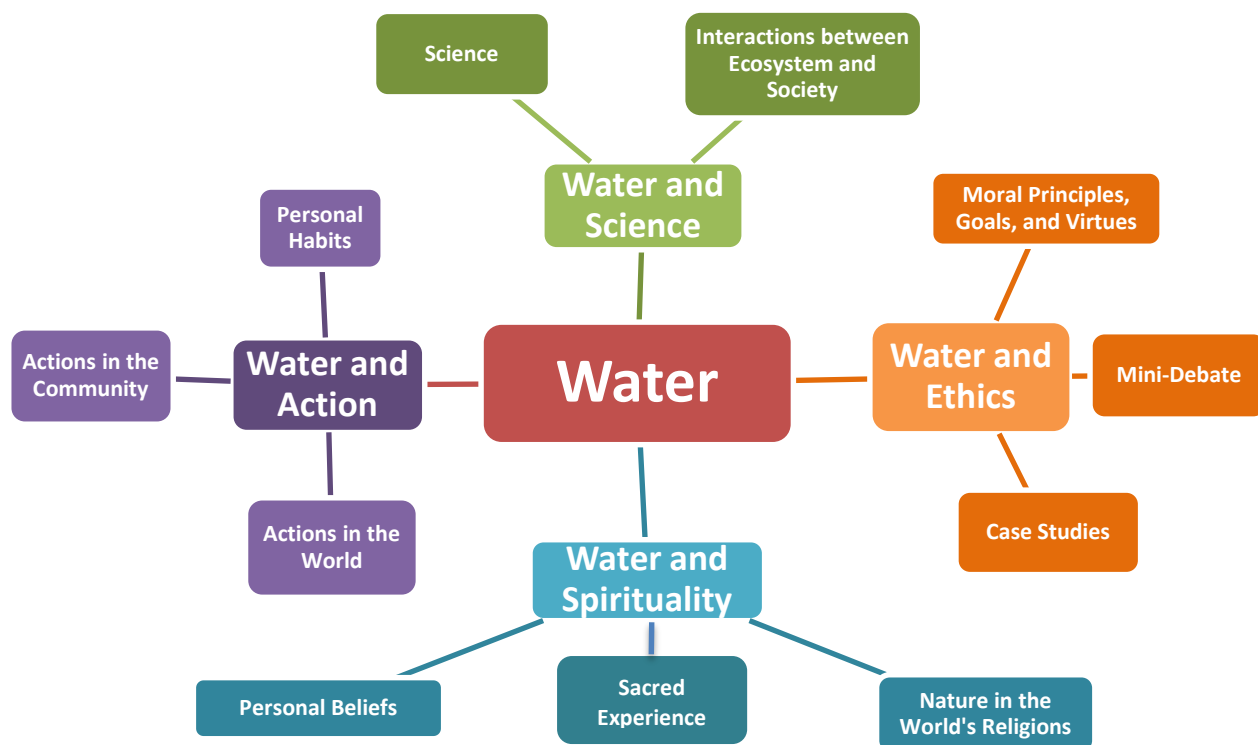 Science
Interactions between
Ecosystem and
Society
Water and
Science
Personal
Habits
Moral Principles,
Goals, and Virtues
Actions in the
Community
Water and
Action
Water
Water and
Ethics
Mini-Debate
Actions in the
World
Case Studies
Water and
Spirituality
Personal Beliefs
Sacred
Experience
Nature in the
World's Religions